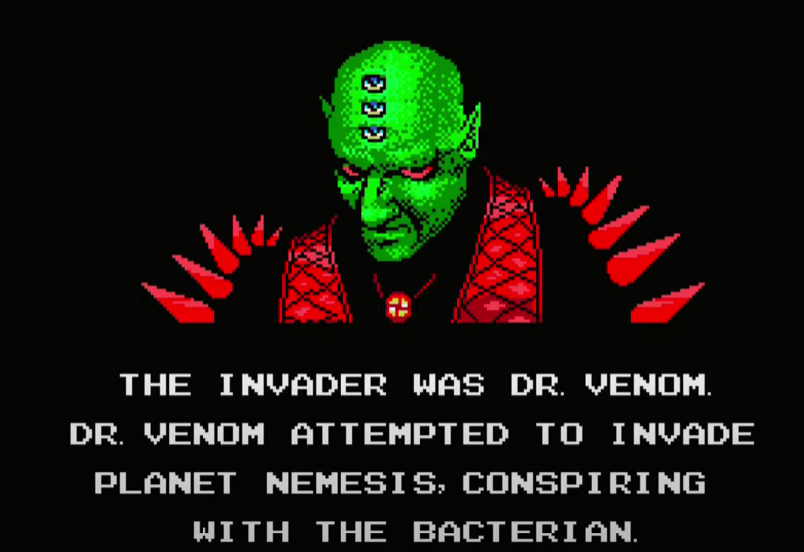 THE INVADER WAS DR. VENOM.
DR. VENOM ATTEMPTED TO INVADE
PLANET NEMESIS, CONSPIRING
WITH THE BACTERIAN.